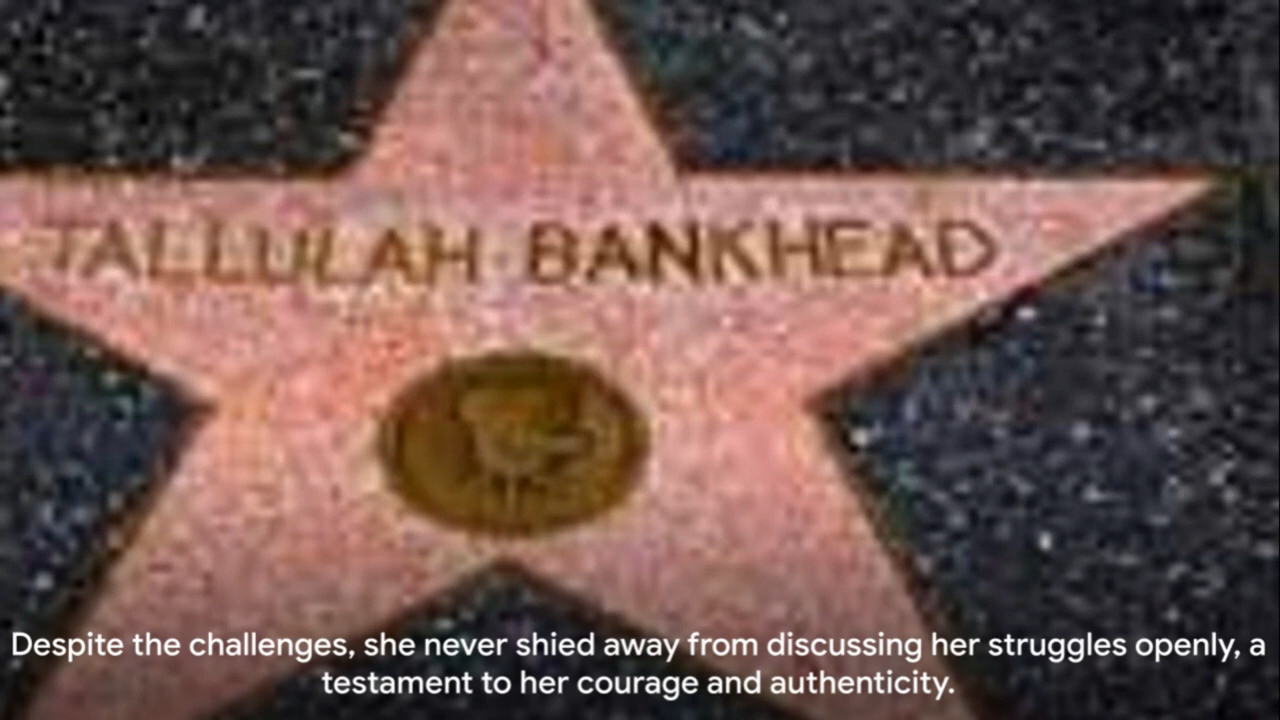 TALLULAH BANKHEAD
Despite the challenges, she never shied away from discussing her struggles openly, a
testament to her courage and authenticity.